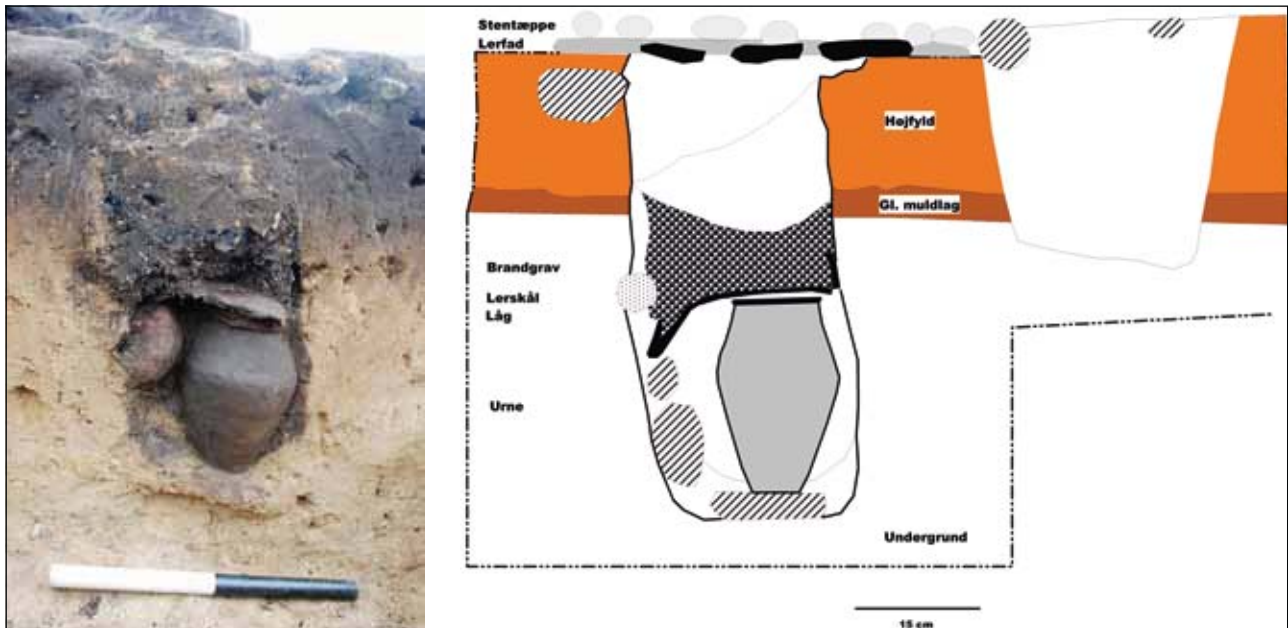 Stentæppe
Lerfad
Højfyld
Gl. muldlag
Brandgrav
Lerskål
Låg
Urne
Undergrund
15 cm